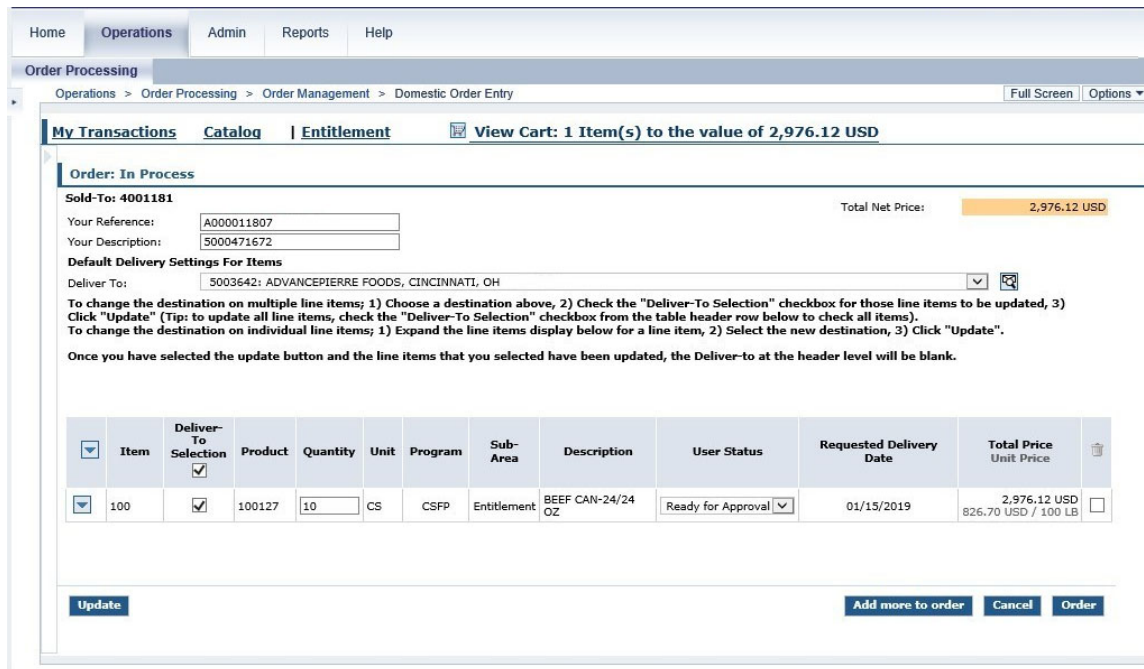 Home Operations Admin Reports Help
Order Processing
Operations > Order Processing > Order Management > Domestic Order Entry Full Screen Options
My Transactions Catalog | Entitlement View Cart: 1 Item(s) to the value of 2,976.12 USD
Order: In Process
Sold-To: 4001181
Total Net Price: 2,976.12 USD
Your Reference: A000011807
Your Description: 5000471672
Default Delivery Settings For Items
Deliver To: 5003642: ADVANCEPIERRE FOODS, CINCINNATI, OH
To change the destination on multiple line items; 1) Choose a destination above, 2) Check the "Deliver-To Selection" checkbox for those line items to be updated, 3)
Click "Update" (Tip: to update all line items, check the "Deliver-To Selection" checkbox from the table header row below to check all items).
To change the destination on individual line items; 1) Expand the line items display below for a line item, 2) Select the new destination, 3) Click "Update".
Once you have selected the update button and the line items that you selected have been updated, the Deliver-to at the header level will be blank.
Item Deliver-To Selection Product Quantity Unit Program Sub-Area Description User Status Requested Delivery Date Total Price Unit Price
100 100127 10 CS CSFP Entitlement BEEF CAN-24/24 OZ Ready for Approval 01/15/2019 2,976.12 USD 826.70 USD / 100 LB
Update Add more to order Cancel Order